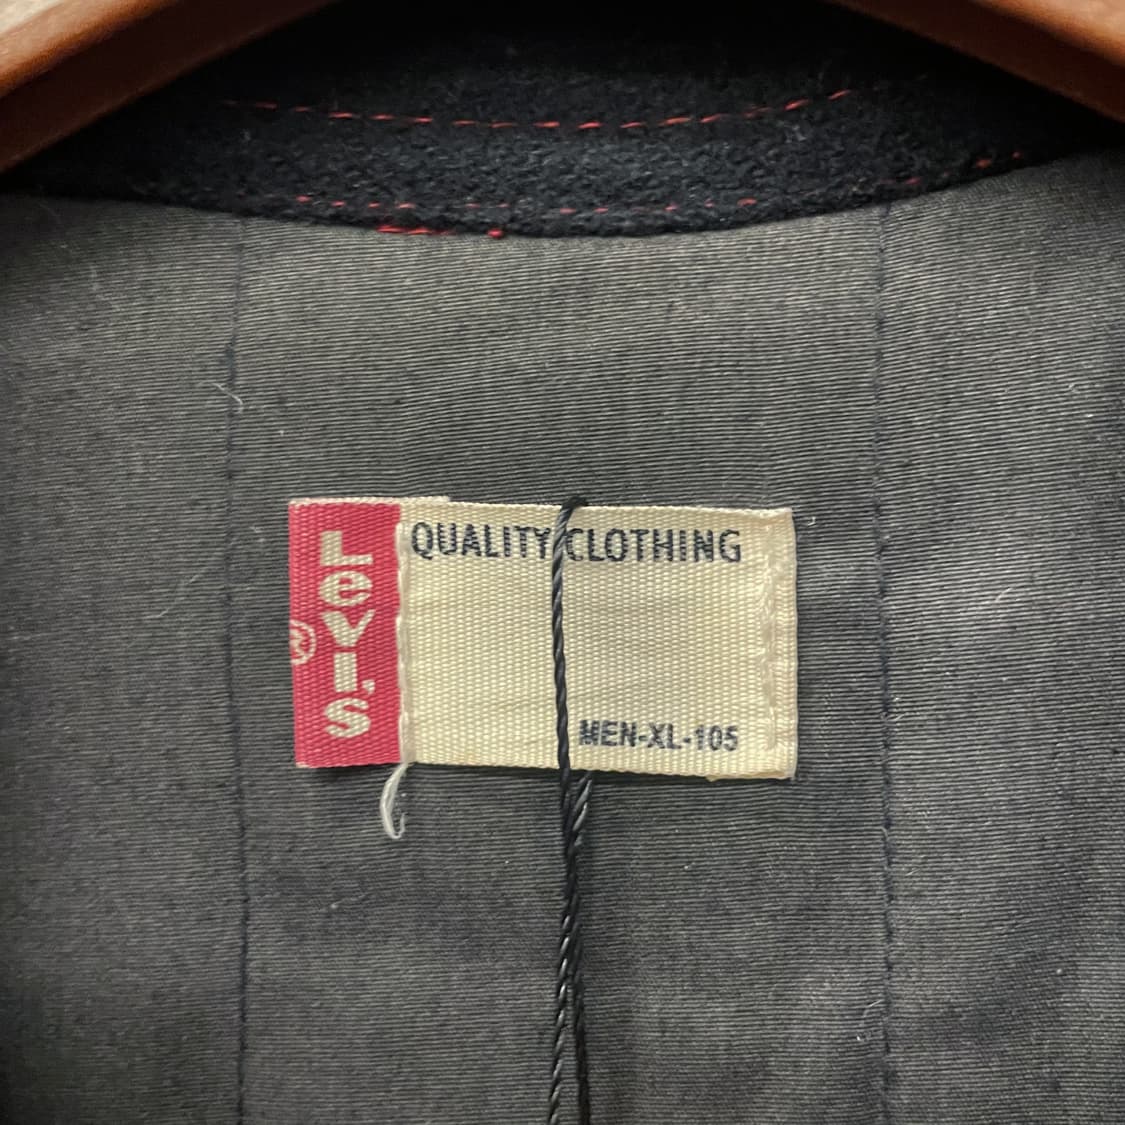 LeVI'S
®
QUALITY CLOTHING
MEN-XL-105